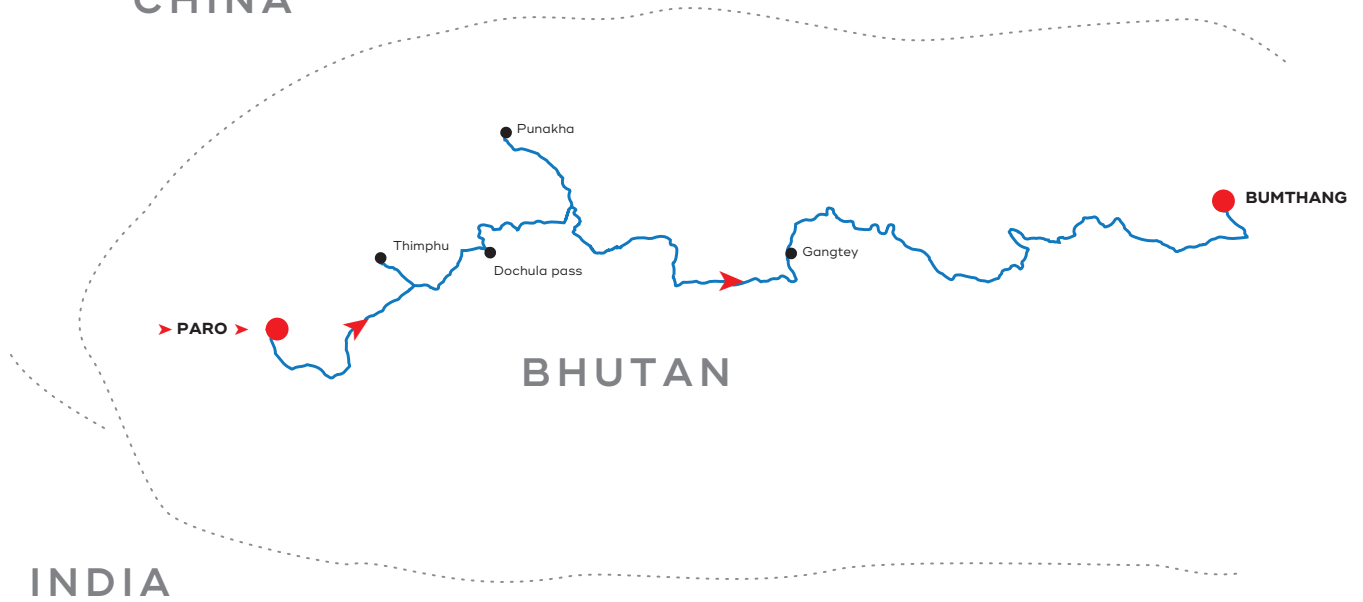 CHINA
Punakha
BUMTHANG
Thimphu
Gangtey
Dochula pass
PARO
BHUTAN
INDIA